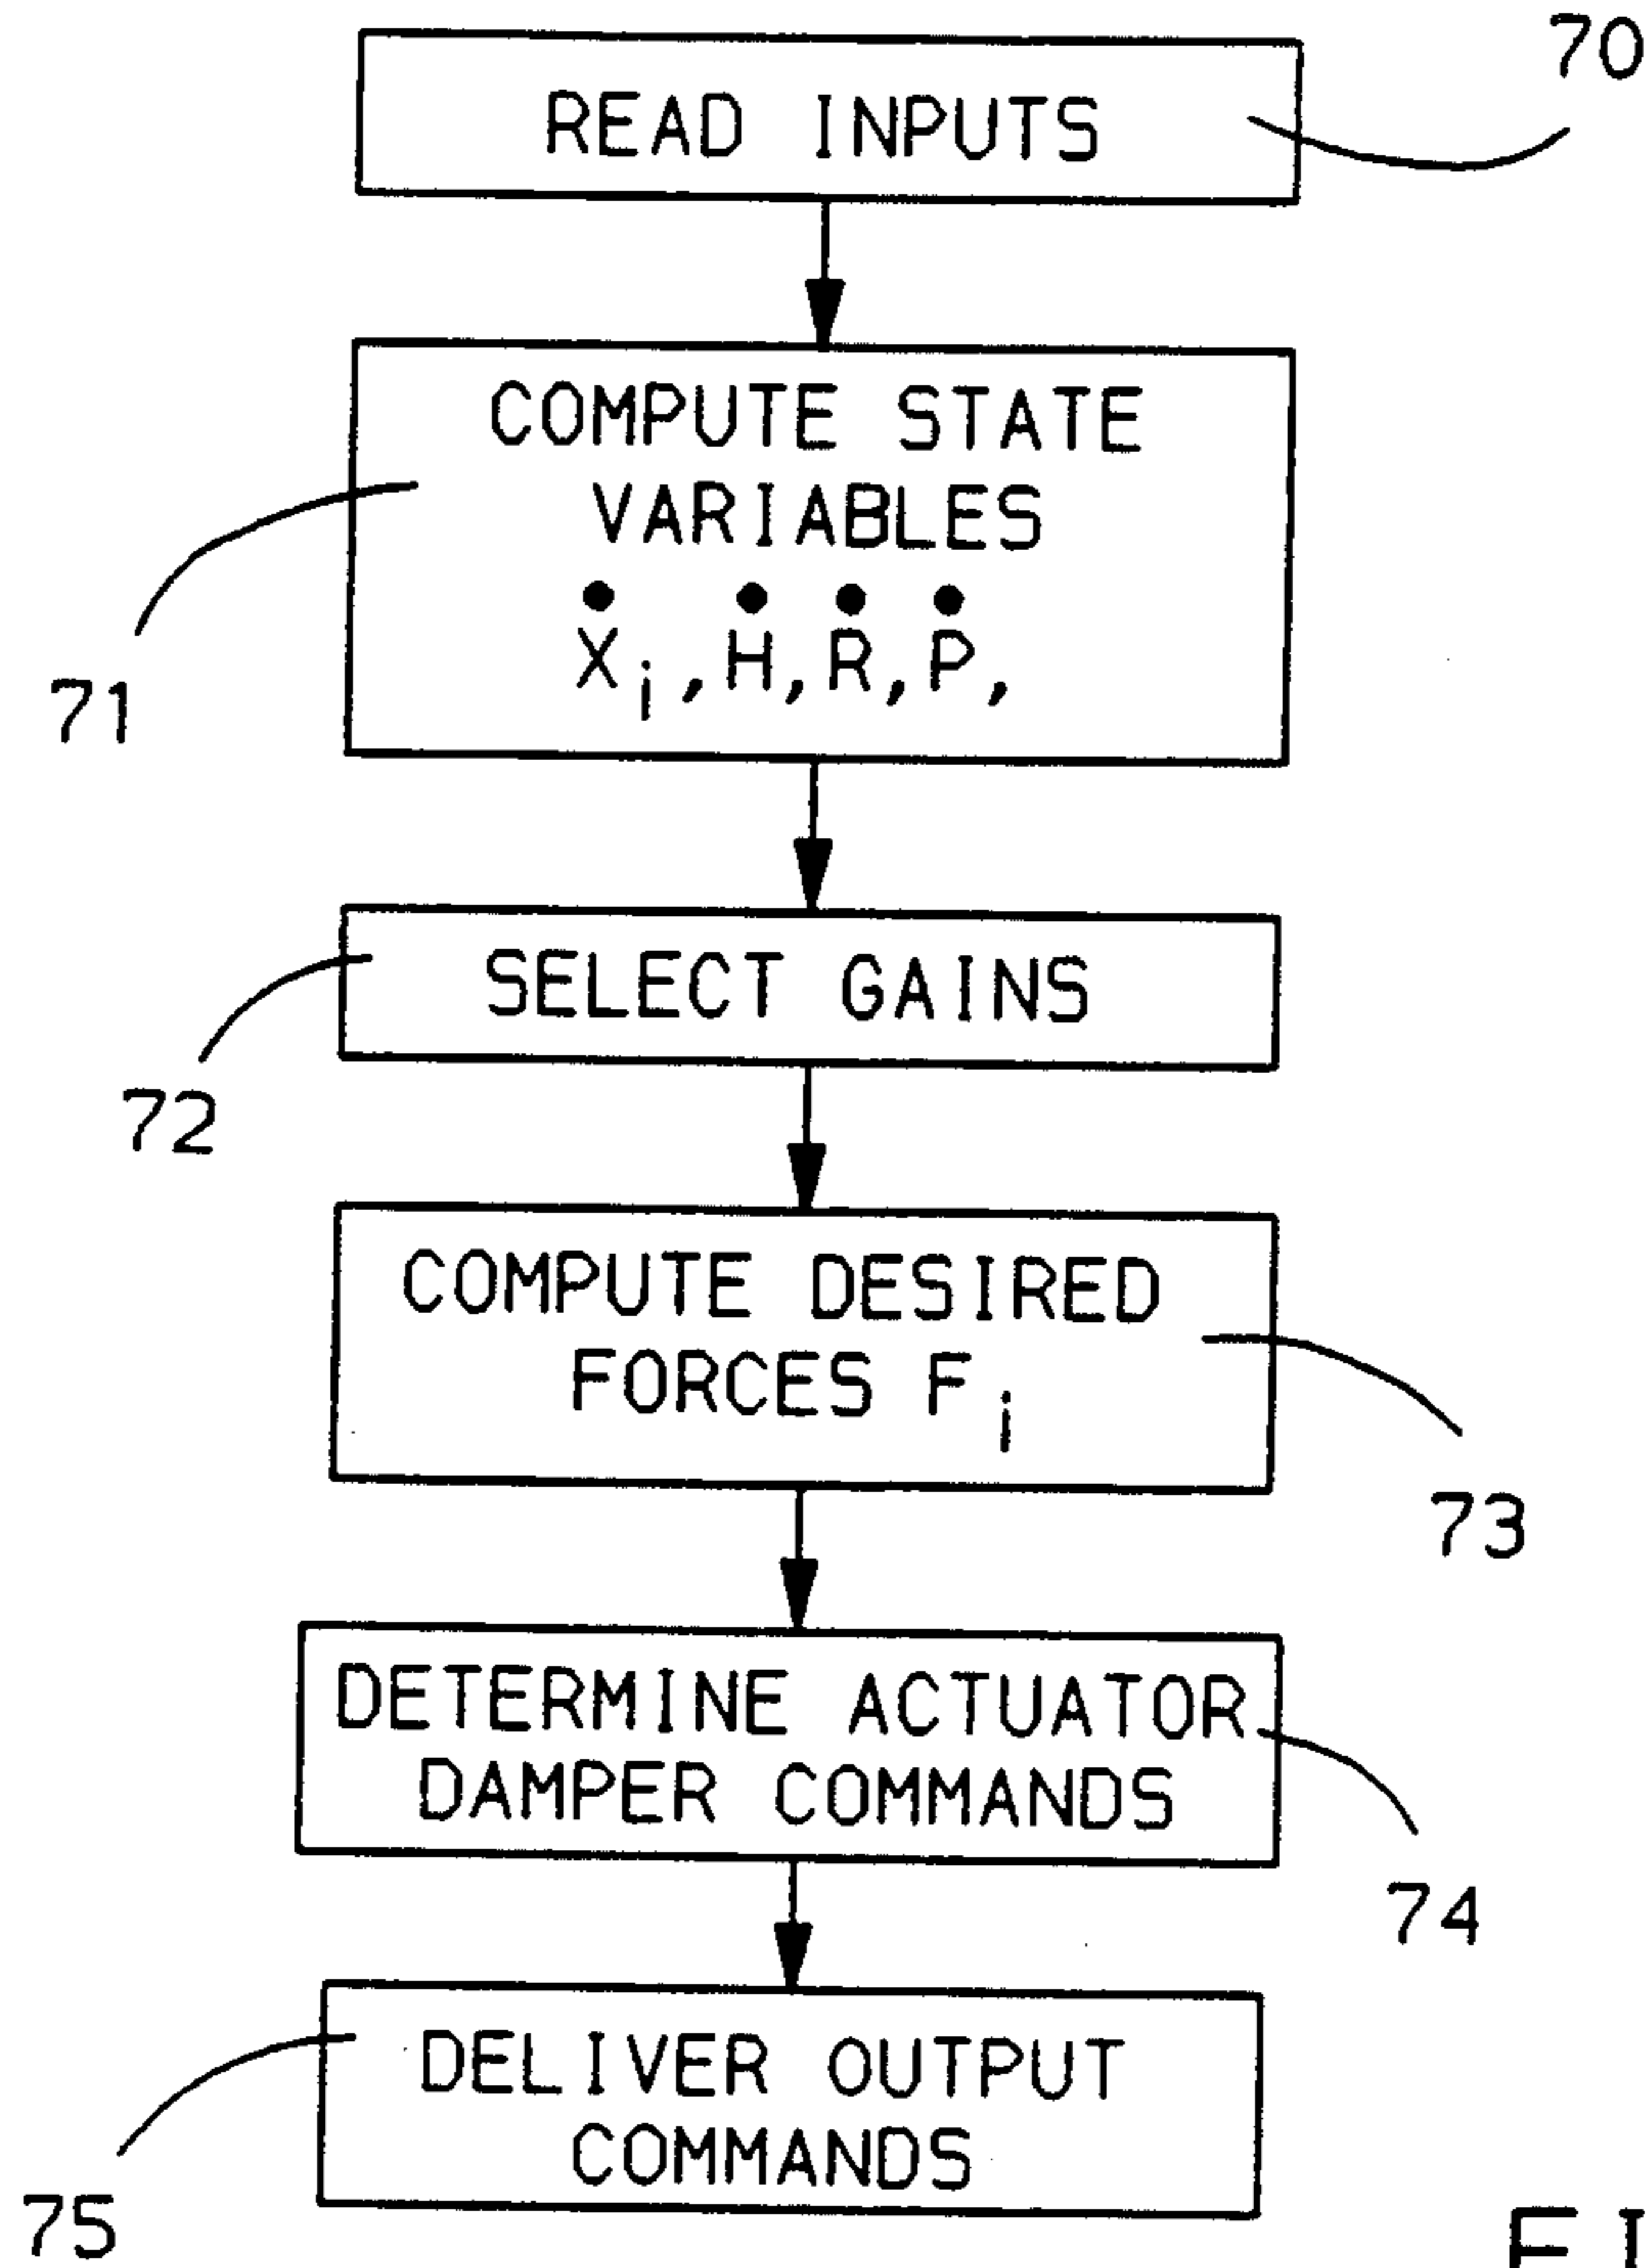 READ INPUTS
70
COMPUTE STATE
VARIABLES
Ẋi, Ḣ, Ṙ, Ṗ,
71
SELECT GAINS
72
COMPUTE DESIRED
FORCES Fi
73
DETERMINE ACTUATOR
DAMPER COMMANDS
74
DELIVER OUTPUT
COMMANDS
75